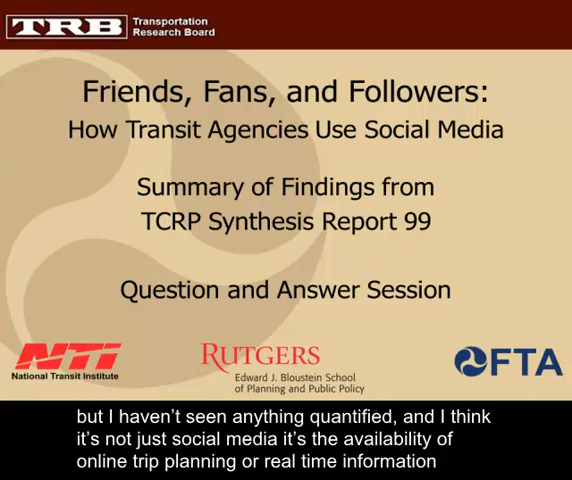 TRB Transportation
Research Board
Friends, Fans, and Followers:
How Transit Agencies Use Social Media
Summary of Findings from
TCRP Synthesis Report 99
Question and Answer Session
NTI
National Transit Institute
RUTGERS
Edward J. Bloustein School
of Planning and Public Policy
FTA
but I haven't seen anything quantified, and I think
it's not just social media it's the availability of
online trip planning or real time information